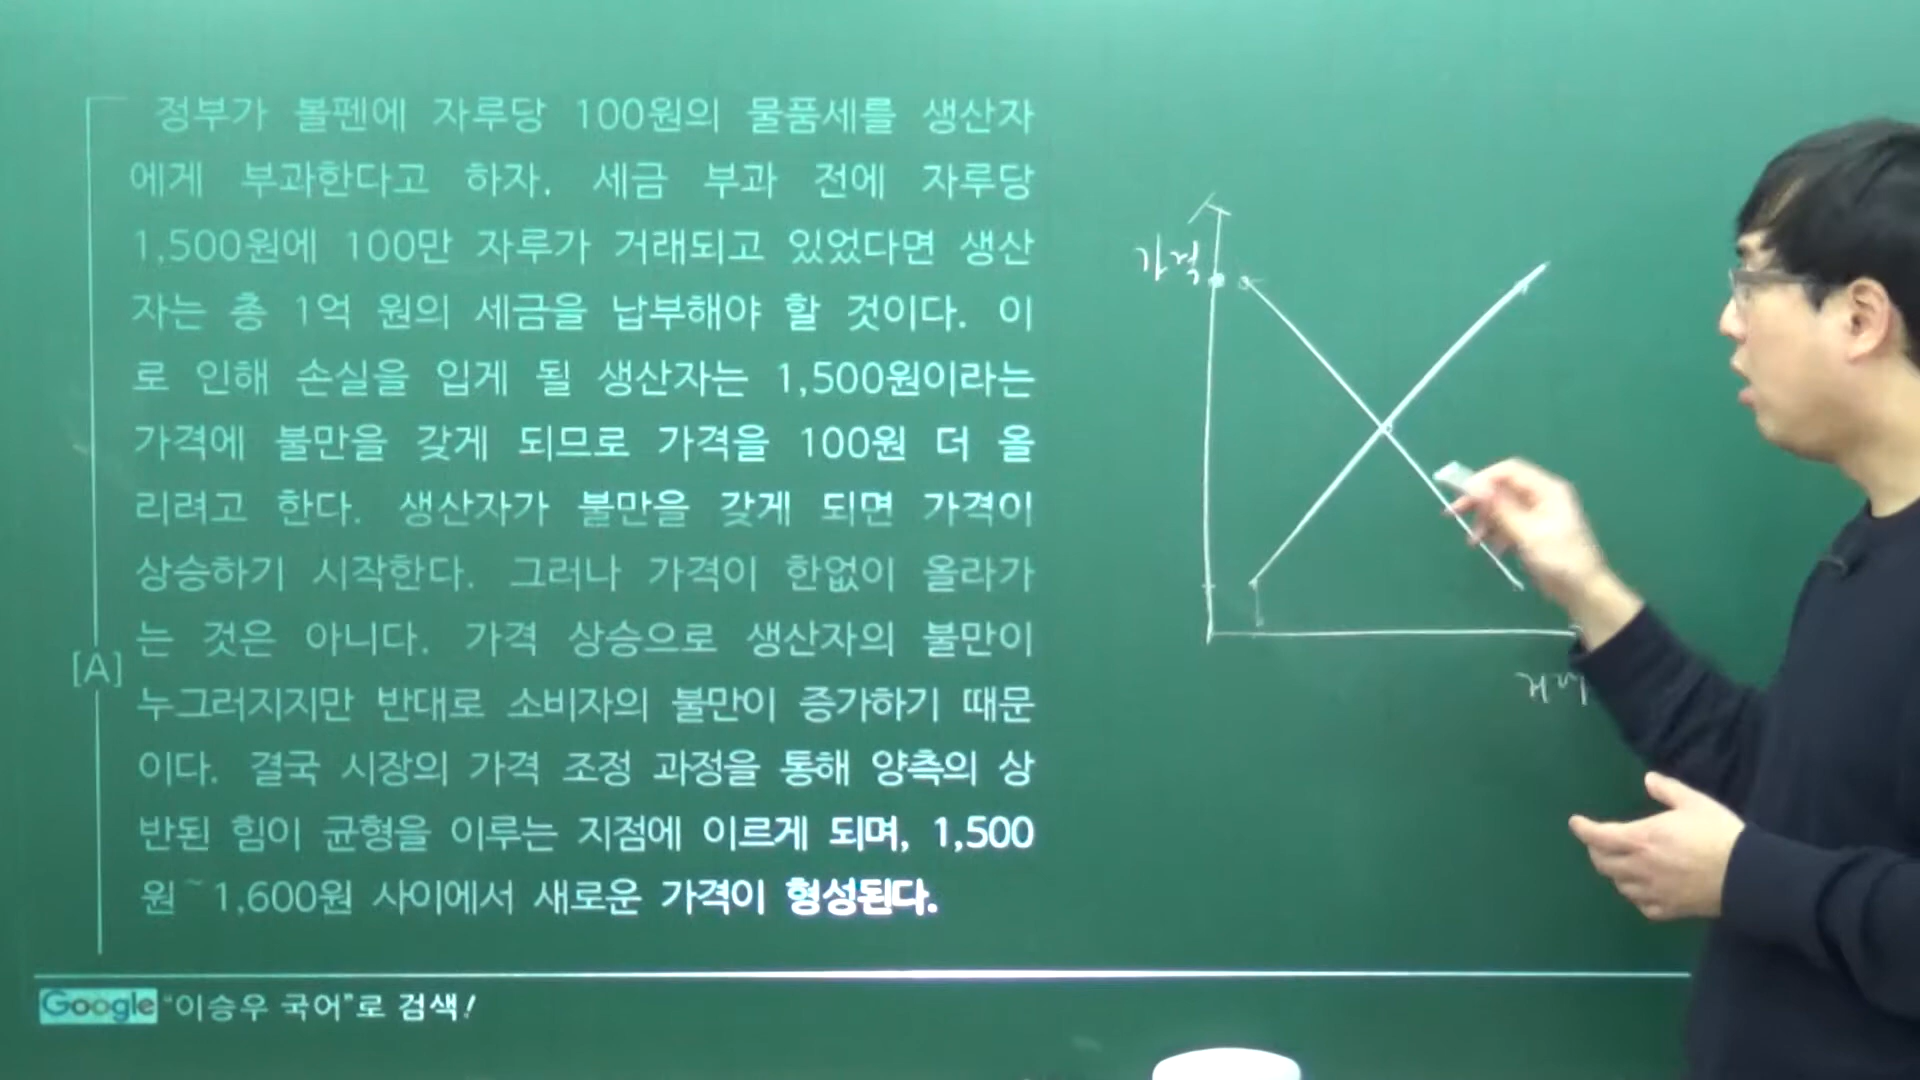 정부가 볼펜에 자루당 100원의 물품세를 생산자
에게 부과한다고 하자. 세금 부과 전에 자루당
1,500원에 100만 자루가 거래되고 있었다면 생산
자는 총 1억 원의 세금을 납부해야 할 것이다. 이
로 인해 손실을 입게 될 생산자는 1,500원이라는
가격에 불만을 갖게 되므로 가격을 100원 더 올
리려고 한다. 생산자가 불만을 갖게 되면 가격이
상승하기 시작한다. 그러나 가격이 한없이 올라가
는 것은 아니다. 가격 상승으로 생산자의 불만이
[A]
누그러지지만 반대로 소비자의 불만이 증가하기 때문
이다. 결국 시장의 가격 조정 과정을 통해 양측의 상
반된 힘이 균형을 이루는 지점에 이르게 되며, 1,500
원~1,600원 사이에서 새로운 가격이 형성된다.
Google "이승우 국어"로 검색!
가격